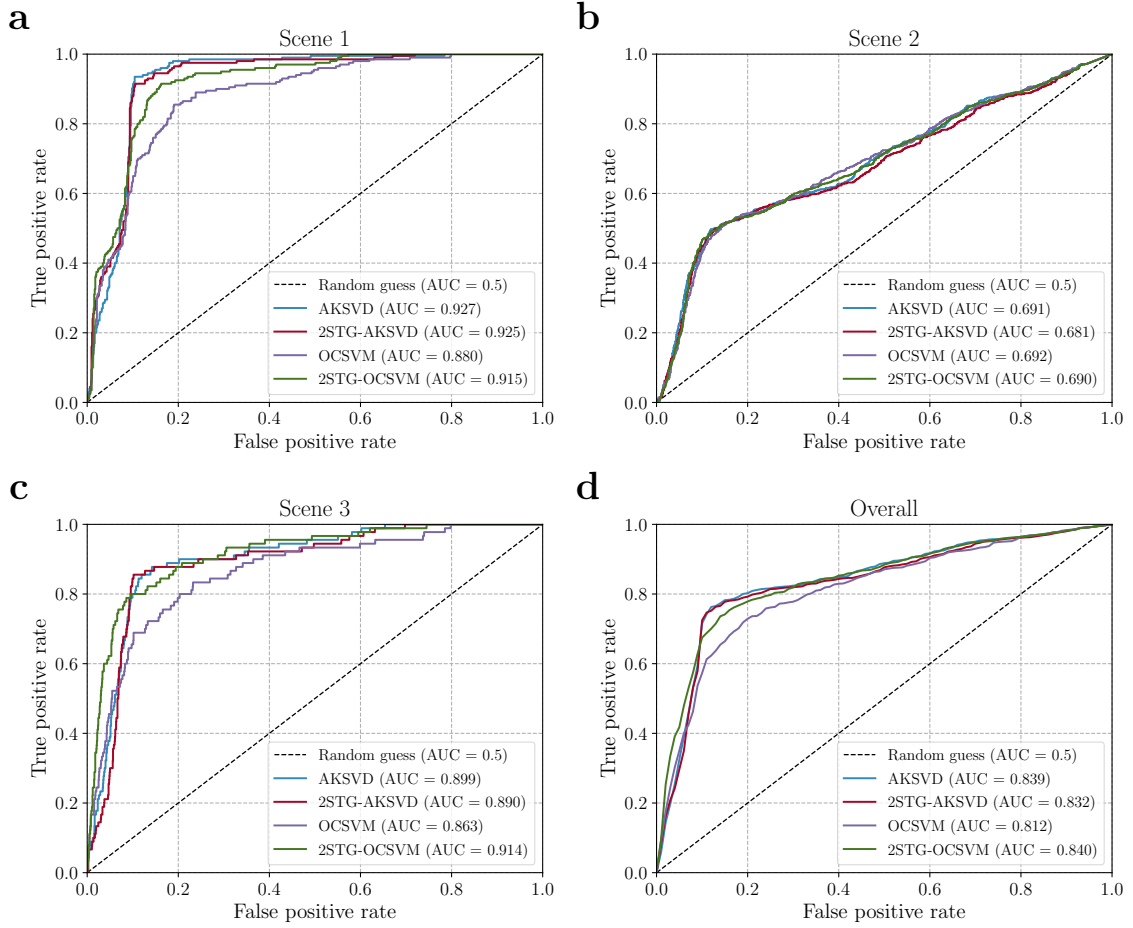 a
Scene 1
1.0
0.8
0.6
0.4
0.2
0.0
True positive rate
Random guess (AUC = 0.5)
AKSVD (AUC = 0.927)
2STG-AKSVD (AUC = 0.925)
OCSVM (AUC = 0.880)
2STG-OCSVM (AUC = 0.915)
0.0 0.2 0.4 0.6 0.8 1.0
False positive rate
b
Scene 2
1.0
0.8
0.6
0.4
0.2
0.0
True positive rate
Random guess (AUC = 0.5)
AKSVD (AUC = 0.691)
2STG-AKSVD (AUC = 0.681)
OCSVM (AUC = 0.692)
2STG-OCSVM (AUC = 0.690)
0.0 0.2 0.4 0.6 0.8 1.0
False positive rate
c
Scene 3
1.0
0.8
0.6
0.4
0.2
0.0
True positive rate
Random guess (AUC = 0.5)
AKSVD (AUC = 0.899)
2STG-AKSVD (AUC = 0.890)
OCSVM (AUC = 0.863)
2STG-OCSVM (AUC = 0.914)
0.0 0.2 0.4 0.6 0.8 1.0
False positive rate
d
Overall
1.0
0.8
0.6
0.4
0.2
0.0
True positive rate
Random guess (AUC = 0.5)
AKSVD (AUC = 0.839)
2STG-AKSVD (AUC = 0.832)
OCSVM (AUC = 0.812)
2STG-OCSVM (AUC = 0.840)
0.0 0.2 0.4 0.6 0.8 1.0
False positive rate